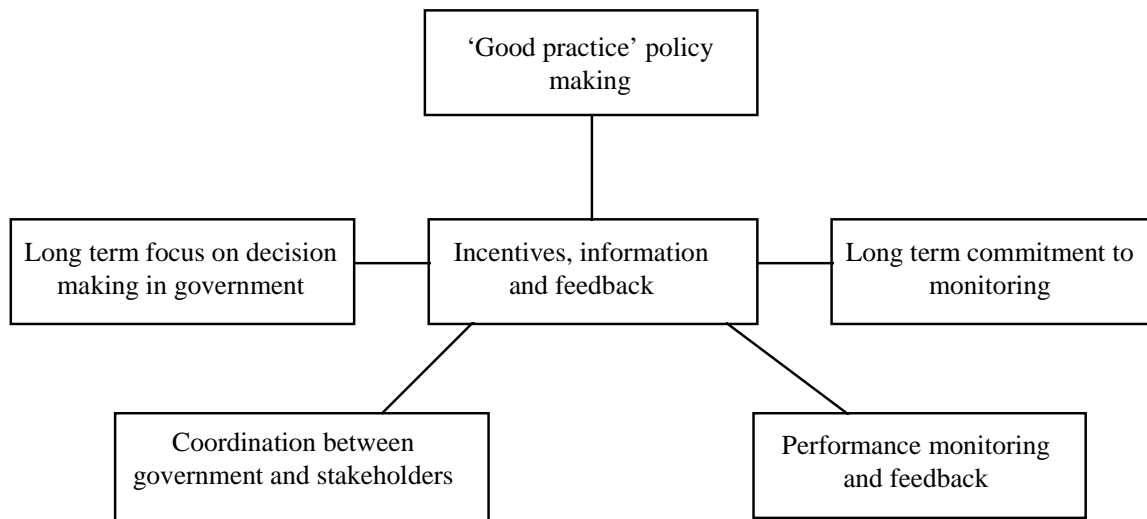 ‘Good practice’ policy
making
Long term focus on decision
making in government
Incentives, information
and feedback
Long term commitment to
monitoring
Coordination between
government and stakeholders
Performance monitoring
and feedback